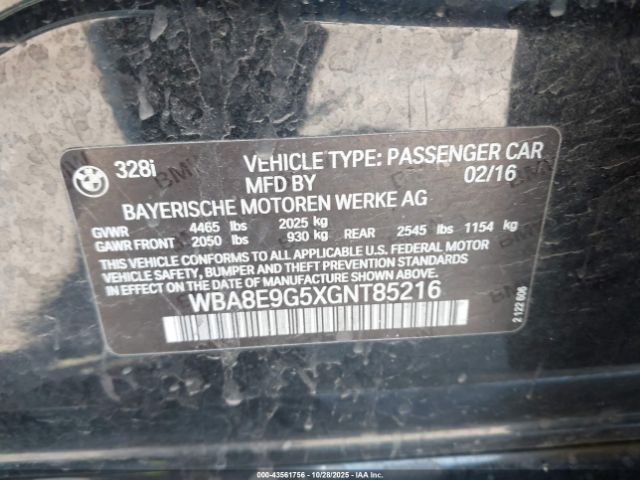 328i VEHICLE TYPE: PASSENGER CAR
MFD BY 02/16
BAYERISCHE MOTOREN WERKE AG
GVWR 4465 lbs 2025 kg
GAWR FRONT 2050 lbs 930 kg REAR 2545 lbs 1154 kg
THIS VEHICLE CONFORMS TO ALL APPLICABLE U.S. FEDERAL MOTOR
VEHICLE SAFETY, BUMPER, AND THEFT PREVENTION STANDARDS
IN EFFECT ON THE DATE OF MANUFACTURE SHOWN ABOVE.
WBA8E9G5XGNT85216
2 122 606
000-43561756 | 10/28/2025 | © IAA Inc.